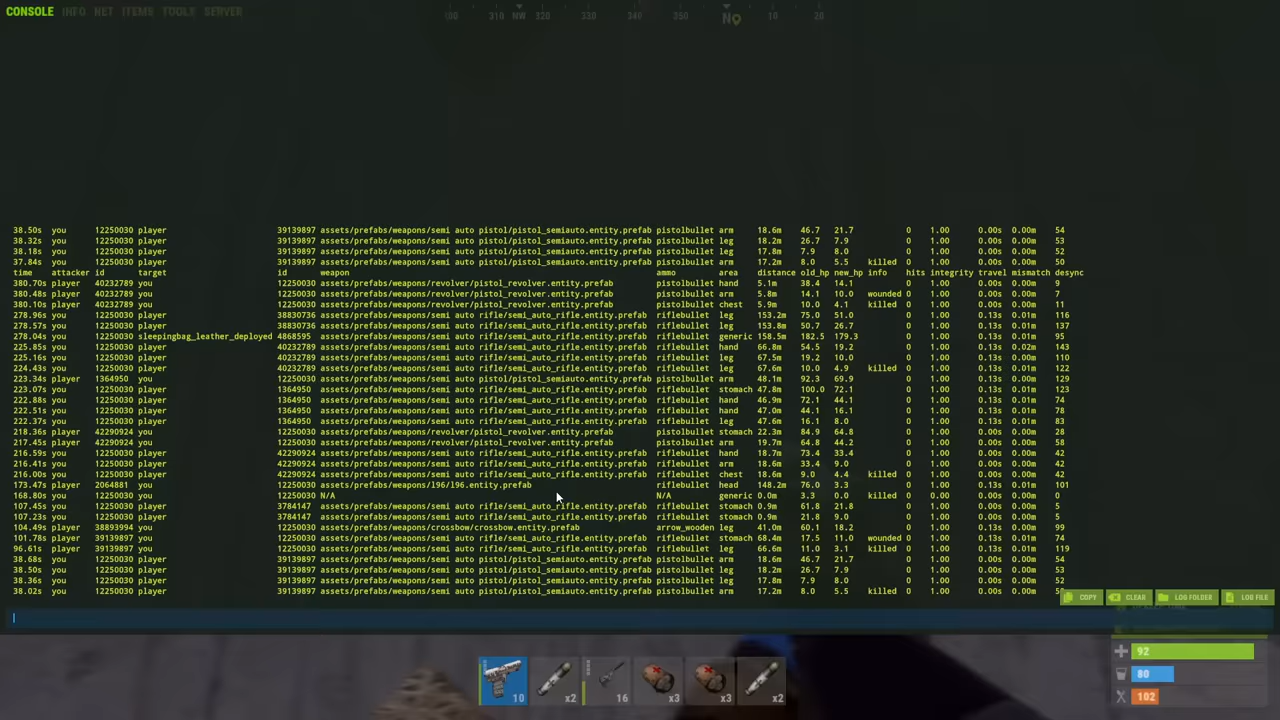 CONSOLE INFO NET ITEMS TOOLS SERVER
300 310 NW 320 330 340 350 N 10 20
38.50s you 12250030 player 39139897 assets/prefabs/weapons/semi auto pistol/pistol_semiauto.entity.prefab pistolbullet arm 18.6m 46.7 21.7 0 1.00 0.00s 0.00m 54
38.32s you 12250030 player 39139897 assets/prefabs/weapons/semi auto pistol/pistol_semiauto.entity.prefab pistolbullet leg 18.2m 26.7 7.9 0 1.00 0.00s 0.00m 53
38.18s you 12250030 player 39139897 assets/prefabs/weapons/semi auto pistol/pistol_semiauto.entity.prefab pistolbullet leg 17.8m 7.9 8.0 0 1.00 0.00s 0.00m 52
37.84s you 12250030 player 39139897 assets/prefabs/weapons/semi auto pistol/pistol_semiauto.entity.prefab pistolbullet arm 17.2m 8.0 5.5 killed 0 1.00 0.00s 0.00m 50
time attacker id target id weapon ammo area distance old_hp new_hp info hits integrity travel mismatch desync
380.70s player 40232789 you 12250030 assets/prefabs/weapons/revolver/pistol_revolver.entity.prefab pistolbullet hand 5.1m 38.4 14.1 0 1.00 0.00s 0.00m 9
380.48s player 40232789 you 12250030 assets/prefabs/weapons/revolver/pistol_revolver.entity.prefab pistolbullet arm 5.8m 14.1 10.0 wounded 0 1.00 0.00s 0.00m 7
380.10s player 40232789 you 12250030 assets/prefabs/weapons/revolver/pistol_revolver.entity.prefab pistolbullet chest 5.9m 10.0 4.1 killed 0 1.00 0.00s 0.00m 11
278.96s you 12250030 player 38830736 assets/prefabs/weapons/semi auto rifle/semi_auto_rifle.entity.prefab riflebullet leg 153.2m 75.0 51.0 0 1.00 0.13s 0.01m 116
278.57s you 12250030 player 38830736 assets/prefabs/weapons/semi auto rifle/semi_auto_rifle.entity.prefab riflebullet leg 153.8m 50.7 26.7 0 1.00 0.13s 0.01m 137
278.04s you 12250030 sleepingbag_leather_deployed 4868595 assets/prefabs/weapons/semi auto rifle/semi_auto_rifle.entity.prefab riflebullet generic 158.5m 182.5 179.3 0 1.00 0.13s 0.01m 95
225.85s you 12250030 player 40232789 assets/prefabs/weapons/semi auto rifle/semi_auto_rifle.entity.prefab riflebullet hand 66.8m 54.5 19.2 0 1.00 0.13s 0.02m 143
225.16s you 12250030 player 40232789 assets/prefabs/weapons/semi auto rifle/semi_auto_rifle.entity.prefab riflebullet leg 67.5m 19.2 10.0 0 1.00 0.13s 0.01m 110
224.43s you 12250030 player 40232789 assets/prefabs/weapons/semi auto rifle/semi_auto_rifle.entity.prefab riflebullet leg 67.6m 10.0 4.9 killed 0 1.00 0.13s 0.01m 122
223.34s player 1364950 you 12250030 assets/prefabs/weapons/semi auto pistol/pistol_semiauto.entity.prefab pistolbullet arm 48.1m 92.3 69.9 0 1.00 0.13s 0.00m 129
223.07s you 12250030 player 1364950 assets/prefabs/weapons/semi auto rifle/semi_auto_rifle.entity.prefab riflebullet stomach 47.8m 100.0 72.1 0 1.00 0.13s 0.01m 123
222.88s you 12250030 player 1364950 assets/prefabs/weapons/semi auto rifle/semi_auto_rifle.entity.prefab riflebullet hand 46.9m 72.1 44.1 0 1.00 0.13s 0.01m 74
222.51s you 12250030 player 1364950 assets/prefabs/weapons/semi auto rifle/semi_auto_rifle.entity.prefab riflebullet hand 47.0m 44.1 16.1 0 1.00 0.13s 0.01m 78
222.37s you 12250030 player 1364950 assets/prefabs/weapons/semi auto rifle/semi_auto_rifle.entity.prefab riflebullet leg 47.6m 16.1 8.0 0 1.00 0.13s 0.01m 83
218.36s player 42290924 you 12250030 assets/prefabs/weapons/revolver/pistol_revolver.entity.prefab pistolbullet stomach 22.3m 84.9 64.8 0 1.00 0.00s 0.00m 28
217.45s player 42290924 you 12250030 assets/prefabs/weapons/revolver/pistol_revolver.entity.prefab pistolbullet arm 19.7m 64.8 44.2 0 1.00 0.00s 0.00m 58
216.59s you 12250030 player 42290924 assets/prefabs/weapons/semi auto rifle/semi_auto_rifle.entity.prefab riflebullet hand 18.7m 73.4 33.4 0 1.00 0.00s 0.00m 42
216.41s you 12250030 player 42290924 assets/prefabs/weapons/semi auto rifle/semi_auto_rifle.entity.prefab riflebullet arm 18.6m 33.4 9.0 0 1.00 0.00s 0.00m 42
216.00s you 12250030 player 42290924 assets/prefabs/weapons/semi auto rifle/semi_auto_rifle.entity.prefab riflebullet chest 18.6m 9.0 4.4 killed 0 1.00 0.00s 0.00m 42
173.47s player 2064881 you 12250030 assets/prefabs/weapons/l96/l96.entity.prefab riflebullet head 148.2m 76.0 3.3 0 1.00 0.13s 0.00m 101
168.80s you 12250030 you 12250030 N/A N/A generic 0.0m 3.3 0.0 killed 0 1.00 0.00s 0.00m 0
107.45s you 12250030 player 3784147 assets/prefabs/weapons/semi auto rifle/semi_auto_rifle.entity.prefab riflebullet stomach 0.9m 61.8 21.8 0 1.00 0.00s 0.00m 5
107.23s you 12250030 player 3784147 assets/prefabs/weapons/semi auto rifle/semi_auto_rifle.entity.prefab riflebullet stomach 0.9m 21.8 9.0 0 1.00 0.00s 0.00m 5
104.49s player 38893994 you 12250030 assets/prefabs/weapons/crossbow/crossbow.entity.prefab arrow_wooden leg 41.0m 60.1 18.2 0 1.00 0.13s 0.00m 99
101.78s player 39139897 you 12250030 assets/prefabs/weapons/semi auto rifle/semi_auto_rifle.entity.prefab riflebullet stomach 68.4m 17.5 11.0 wounded 0 1.00 0.13s 0.00m 74
96.61s player 39139897 you 12250030 assets/prefabs/weapons/semi auto rifle/semi_auto_rifle.entity.prefab riflebullet leg 66.6m 11.0 3.1 killed 0 1.00 0.13s 0.00m 119
38.68s you 12250030 player 39139897 assets/prefabs/weapons/semi auto pistol/pistol_semiauto.entity.prefab pistolbullet arm 18.6m 46.7 21.7 0 1.00 0.00s 0.00m 54
38.50s you 12250030 player 39139897 assets/prefabs/weapons/semi auto pistol/pistol_semiauto.entity.prefab pistolbullet leg 18.2m 26.7 7.9 0 1.00 0.00s 0.00m 53
38.36s you 12250030 player 39139897 assets/prefabs/weapons/semi auto pistol/pistol_semiauto.entity.prefab pistolbullet leg 17.8m 7.9 8.0 0 1.00 0.00s 0.00m 52
38.02s you 12250030 player 39139897 assets/prefabs/weapons/semi auto pistol/pistol_semiauto.entity.prefab pistolbullet arm 17.2m 8.0 5.5 killed 0 1.00 0.00s 0.00m
COPY CLEAR LOG FOLDER LOG FILE
92
80
102
10 x2 16 x3 x3 x2